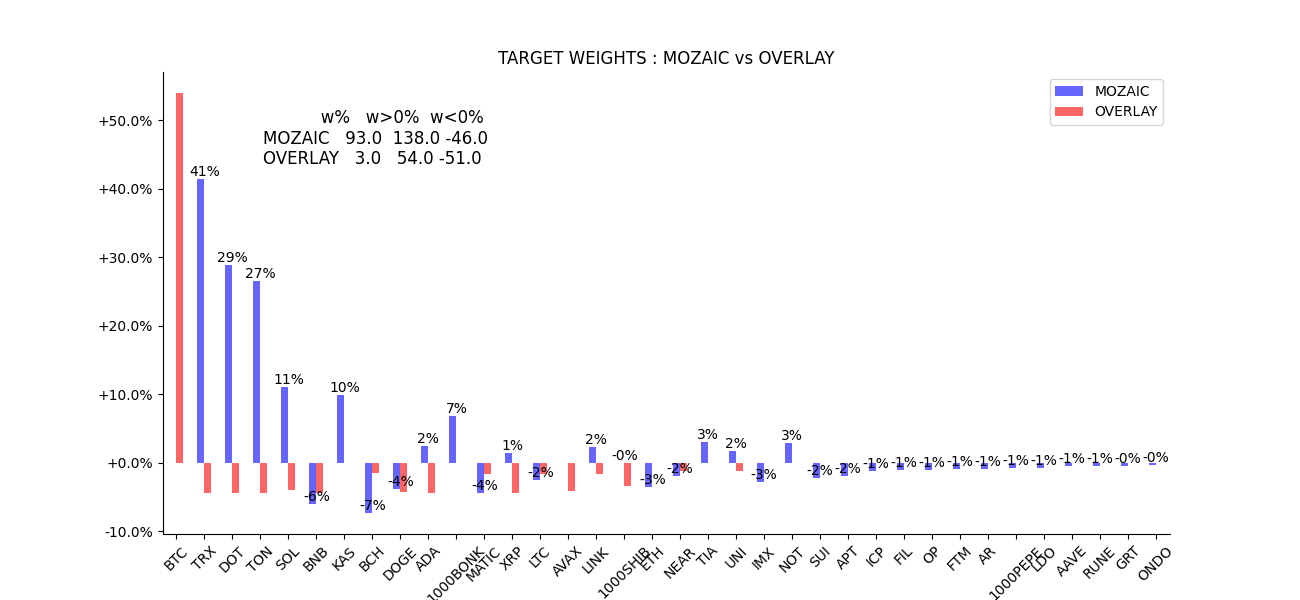 TARGET WEIGHTS : MOZAIC vs OVERLAY
MOZAIC
OVERLAY
w% w>0% w<0%
MOZAIC 93.0 138.0 -46.0
OVERLAY 3.0 54.0 -51.0
+50.0%
+40.0%
+30.0%
+20.0%
+10.0%
+0.0%
-10.0%
41%
29%
27%
11%
-6%
10%
-7%
-4%
2%
7%
-4%
1%
-2%
2%
-0%
-3%
-2%
3%
2%
-3%
3%
-2%
-2%
-1%
-1%
-1%
-1%
-1%
-1%
-1%
-1%
-1%
-0%
-0%
BTC
TRX
DOT
TON
SOL
BNB
KAS
BCH
DOGE
ADA
1000BONK
MATIC
XRP
LTC
AVAX
LINK
1000SHIB
ETH
NEAR
TIA
UNI
IMX
NOT
SUI
APT
ICP
FIL
OP
FTM
AR
1000PEPE
LDO
AAVE
RUNE
GRT
ONDO